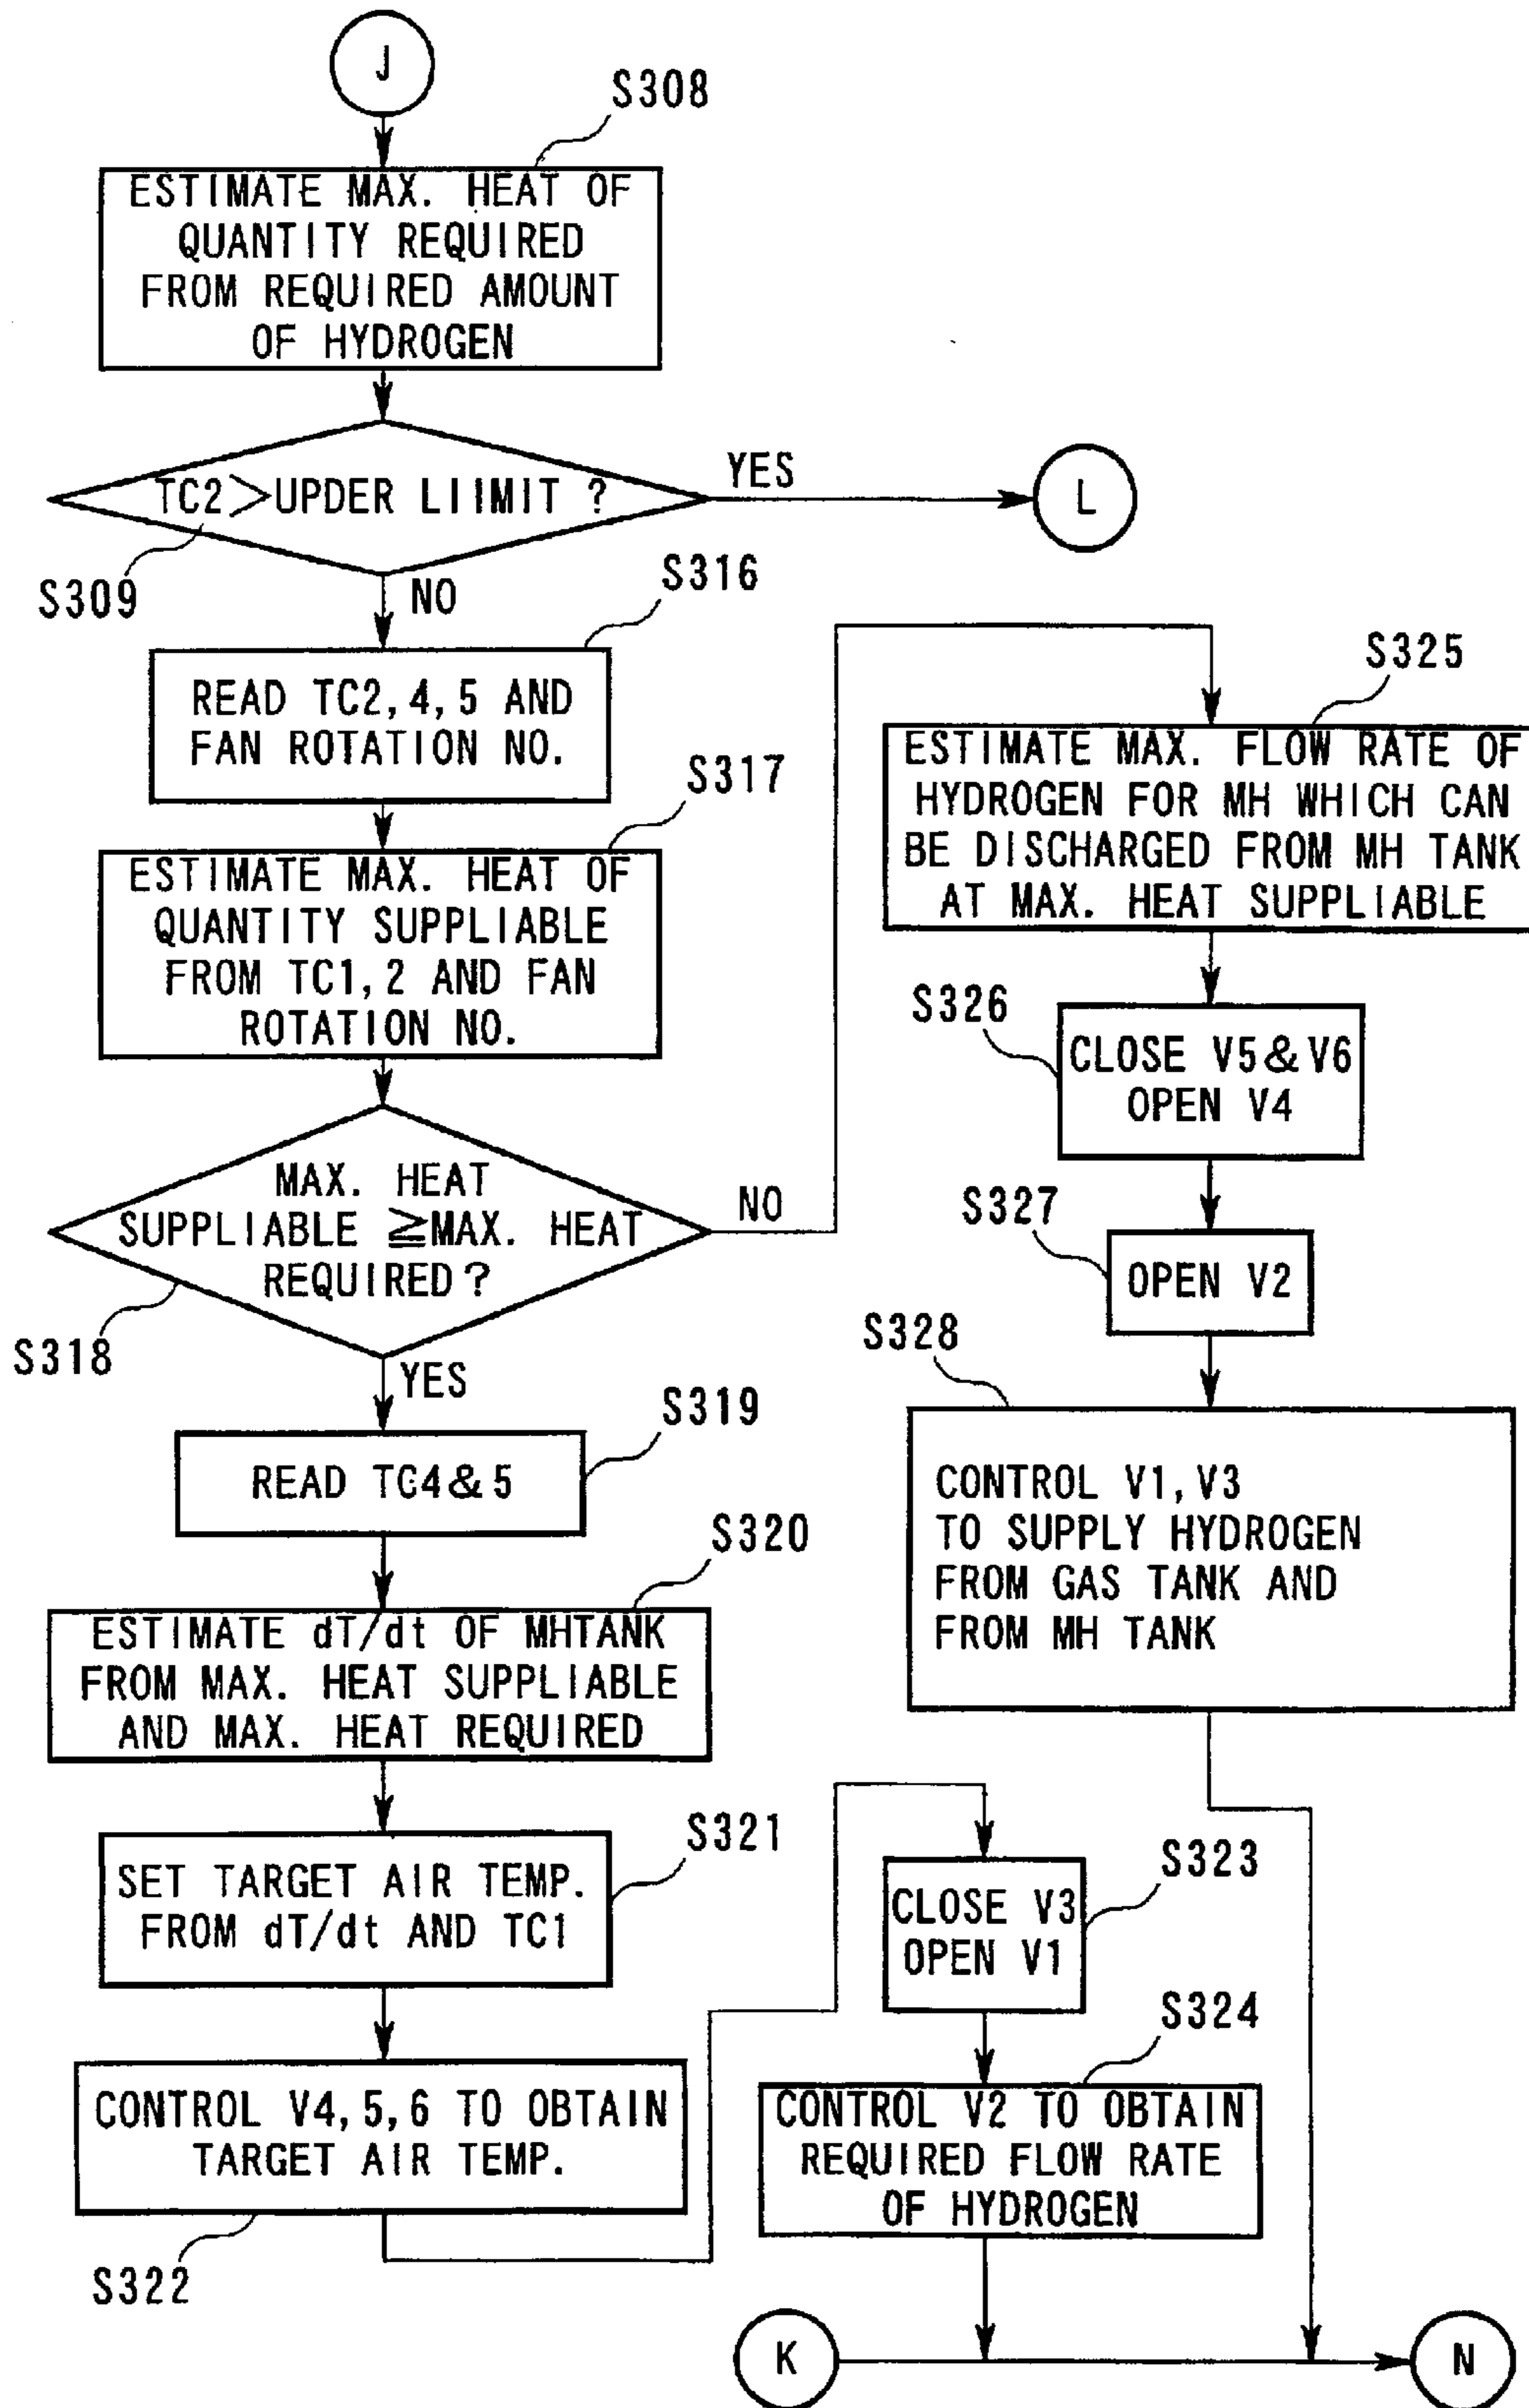 J
S308
ESTIMATE MAX. HEAT OF
QUANTITY REQUIRED
FROM REQUIRED AMOUNT
OF HYDROGEN
TC2>UPDER LIIMIT ?
YES
L
S309
NO
S316
READ TC2,4,5 AND
FAN ROTATION NO.
S317
ESTIMATE MAX. HEAT OF
QUANTITY SUPPLIABLE
FROM TC1,2 AND FAN
ROTATION NO.
MAX. HEAT
SUPPLIABLE ≧MAX. HEAT
REQUIRED?
NO
S318
YES
S319
READ TC4&5
S320
ESTIMATE dT/dt OF MHTANK
FROM MAX. HEAT SUPPLIABLE
AND MAX. HEAT REQUIRED
S321
SET TARGET AIR TEMP.
FROM dT/dt AND TC1
CONTROL V4,5,6 TO OBTAIN
TARGET AIR TEMP.
S322
S323
CLOSE V3
OPEN V1
S324
CONTROL V2 TO OBTAIN
REQUIRED FLOW RATE
OF HYDROGEN
S325
ESTIMATE MAX. FLOW RATE OF
HYDROGEN FOR MH WHICH CAN
BE DISCHARGED FROM MH TANK
AT MAX. HEAT SUPPLIABLE
S326
CLOSE V5&V6
OPEN V4
S327
OPEN V2
S328
CONTROL V1,V3
TO SUPPLY HYDROGEN
FROM GAS TANK AND
FROM MH TANK
K
N